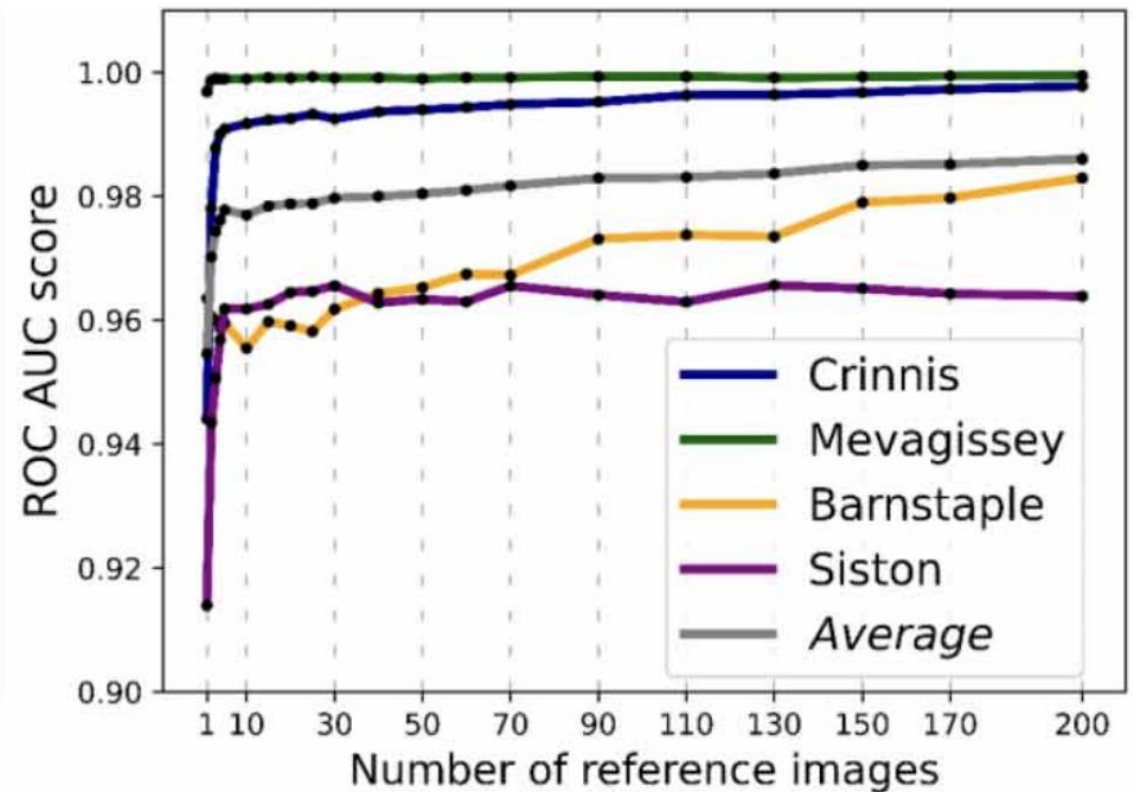 ROC AUC score
1.00
0.98
0.96
0.94
0.92
0.90
Crinnis
Mevagissey
Barnstaple
Siston
Average
1 10 30 50 70 90 110 130 150 170 200
Number of reference images